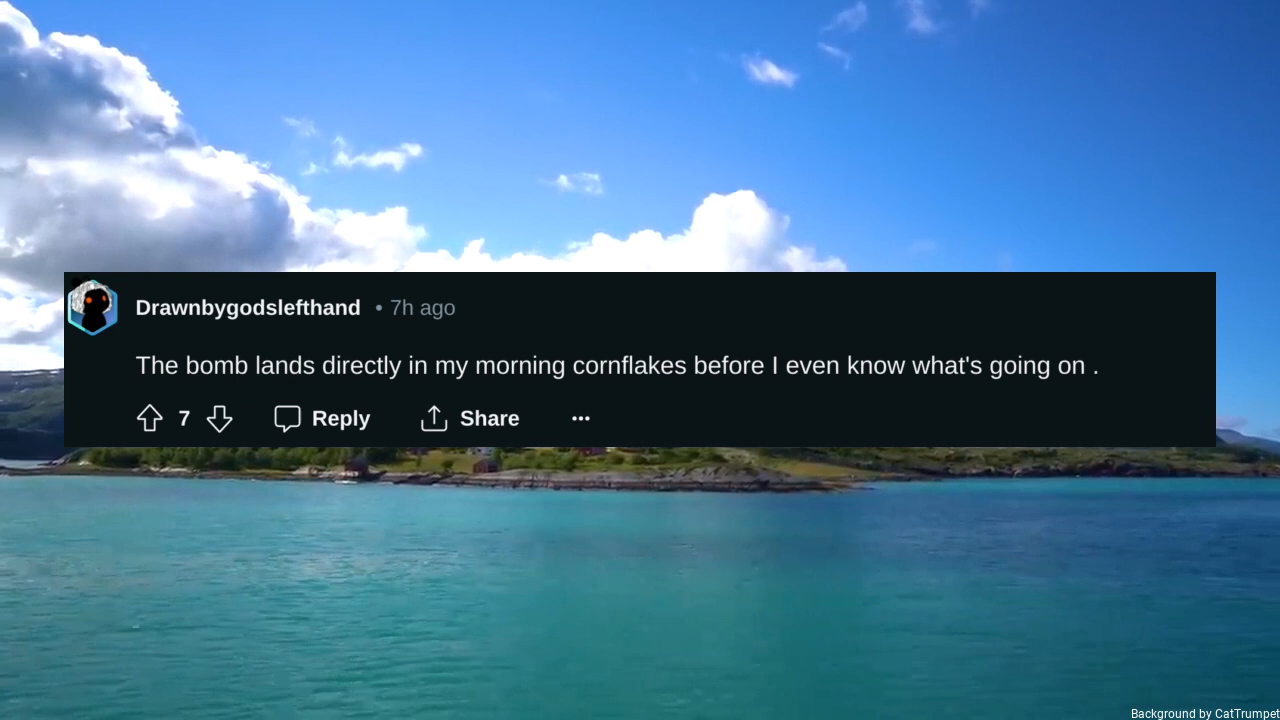 Drawnbygodslefthand • 7h ago
The bomb lands directly in my morning cornflakes before I even know what's going on .
7 Reply Share ...
Background by CatTrumpet